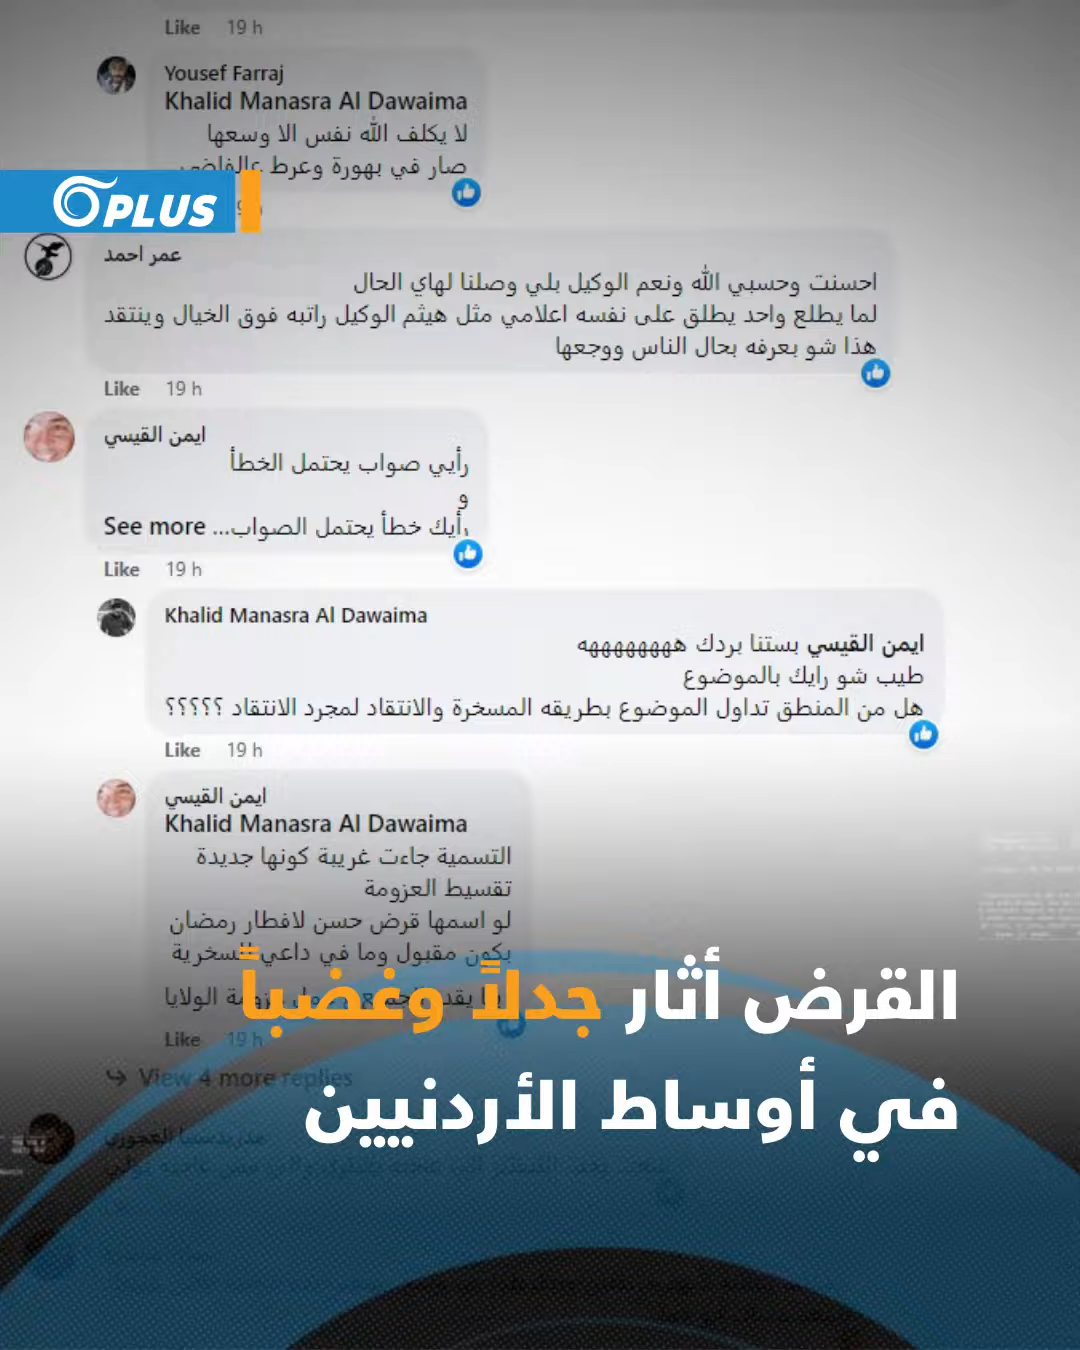 Like 19 h
Yousef Farraj
Khalid Manasra Al Dawaima
لا يكلف الله نفس الا وسعها
صار في بهورة وعرط عالفاضي
PLUS
عمر احمد
احسنت وحسبي الله ونعم الوكيل بلي وصلنا لهاي الحال
لما يطلع واحد يطلق على نفسه اعلامي مثل هيثم الوكيل راتبه فوق الخيال وينتقد
هذا شو بعرفه بحال الناس ووجعها
Like 19 h
ايمن القيسي
رأيي صواب يحتمل الخطأ
و
رأيك خطأ يحتمل الصواب... See more
Like 19 h
Khalid Manasra Al Dawaima
ايمن القيسي بستنا بردك ههههههههه
طيب شو رايك بالموضوع
هل من المنطق تداول الموضوع بطريقه المسخرة والانتقاد لمجرد الانتقاد ؟؟؟؟؟
Like 19 h
ايمن القيسي
Khalid Manasra Al Dawaima
التسمية جاءت غريبة كونها جديدة
تقسيط العزومة
لو اسمها قرض حسن لافطار رمضان
بكون مقبول وما في داعي للسخرية
الولايا
Like 19 h
View 4 more replies
القرض أثار جدلاً وغضباً
في أوساط الأردنيين